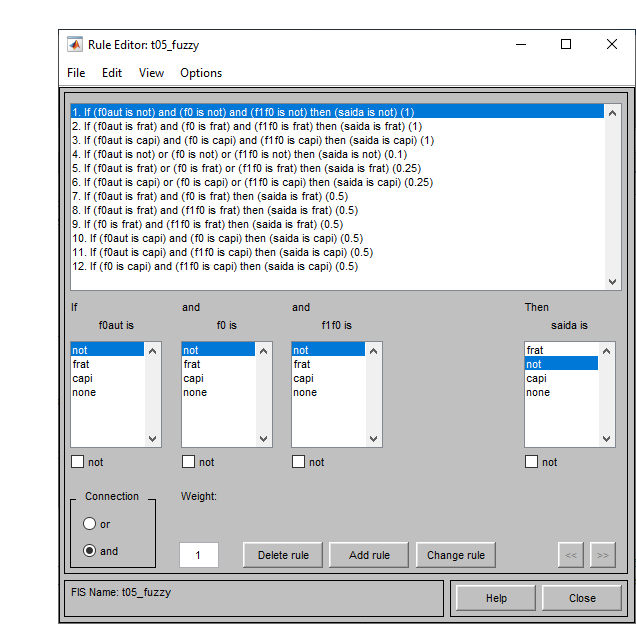 Rule Editor: t05_fuzzy
File Edit View Options
1. If (f0aut is not) and (f0 is not) and (f1f0 is not) then (saida is not) (1)
2. If (f0aut is frat) and (f0 is frat) and (f1f0 is frat) then (saida is frat) (1)
3. If (f0aut is capi) and (f0 is capi) and (f1f0 is capi) then (saida is capi) (1)
4. If (f0aut is not) or (f0 is not) or (f1f0 is not) then (saida is not) (0.1)
5. If (f0aut is frat) or (f0 is frat) or (f1f0 is frat) then (saida is frat) (0.25)
6. If (f0aut is capi) or (f0 is capi) or (f1f0 is capi) then (saida is capi) (0.25)
7. If (f0aut is frat) and (f0 is frat) then (saida is frat) (0.5)
8. If (f0aut is frat) and (f1f0 is frat) then (saida is frat) (0.5)
9. If (f0 is frat) and (f1f0 is frat) then (saida is frat) (0.5)
10. If (f0aut is capi) and (f0 is capi) then (saida is capi) (0.5)
11. If (f0aut is capi) and (f1f0 is capi) then (saida is capi) (0.5)
12. If (f0 is capi) and (f1f0 is capi) then (saida is capi) (0.5)
If and and Then
f0aut is f0 is f1f0 is saida is
not not not frat
frat frat frat not
capi capi capi capi
none none none none
not not not not
Connection Weight:
or
and 1 Delete rule Add rule Change rule << >>
FIS Name: t05_fuzzy Help Close